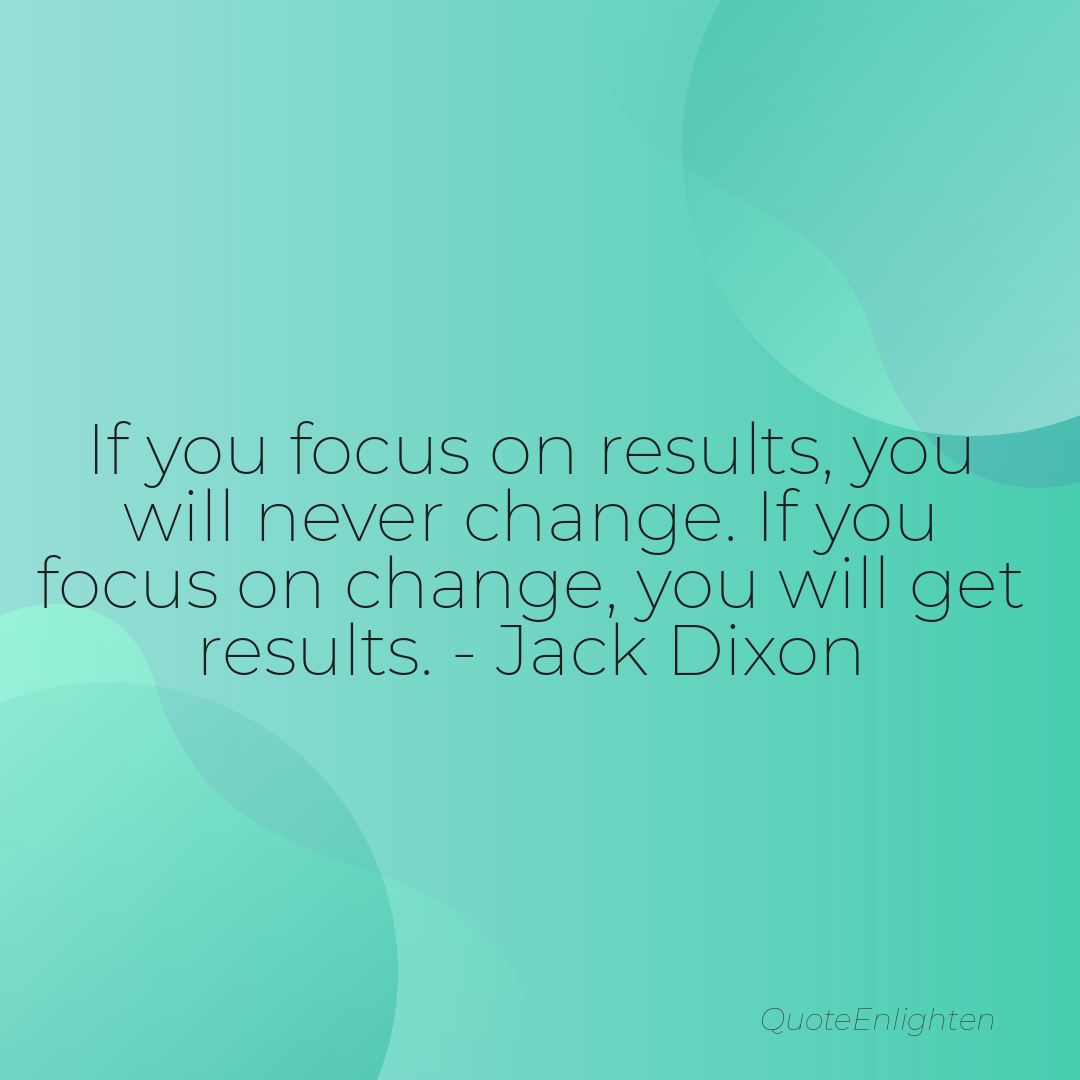 If you focus on results, you
will never change. If you
focus on change, you will get
results. - Jack Dixon
QuoteEnlighten